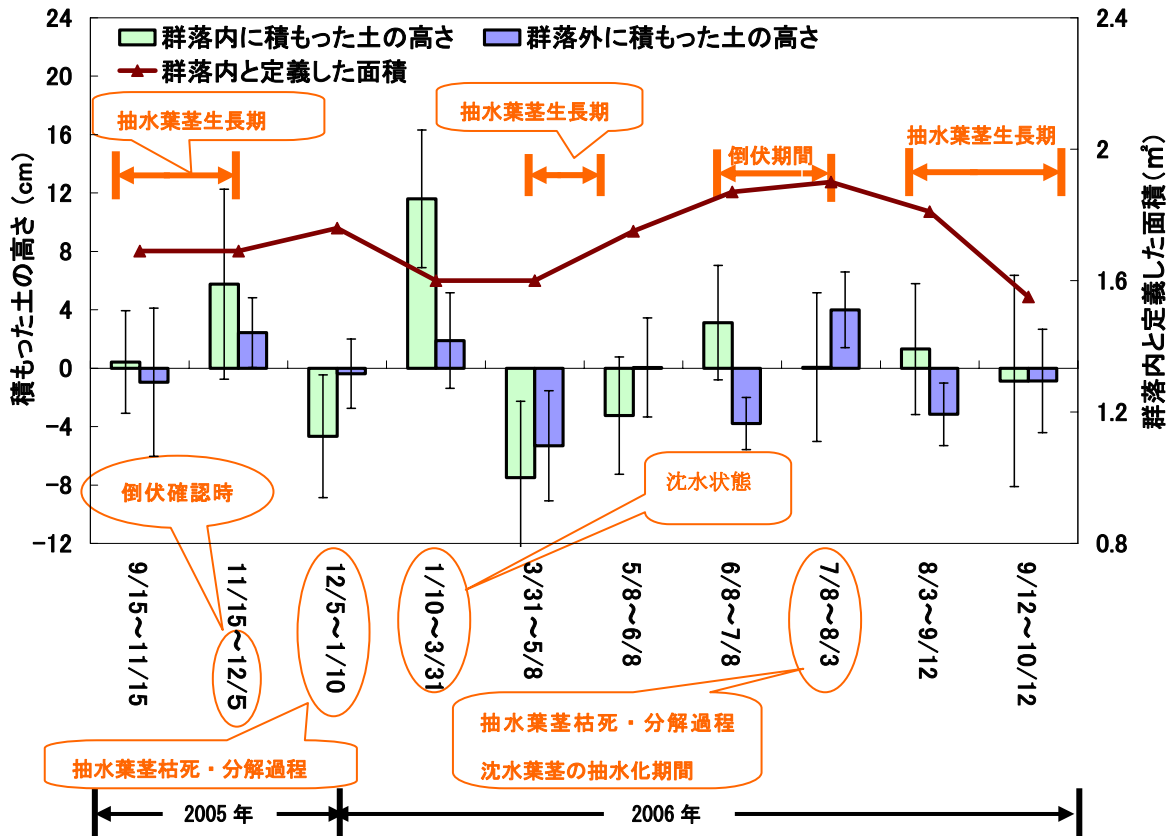 24
20
16
12
8
4
0
-4
-8
-12
積もった土の高さ (cm)
2.4
2
1.6
1.2
0.8
群落内と定義した面積(㎡)
群落内に積もった土の高さ
群落外に積もった土の高さ
群落内と定義した面積
抽水葉茎生長期
抽水葉茎生長期
倒伏期間
抽水葉茎生長期
倒伏確認時
沈水状態
9/15～11/15
11/15～12/5
12/5～1/10
1/10～3/31
3/31～5/8
5/8～6/8
6/8～7/8
7/8～8/3
8/3～9/12
9/12～10/12
抽水葉茎枯死・分解過程
抽水葉茎枯死・分解過程
沈水葉茎の抽水化期間
2005 年
2006 年